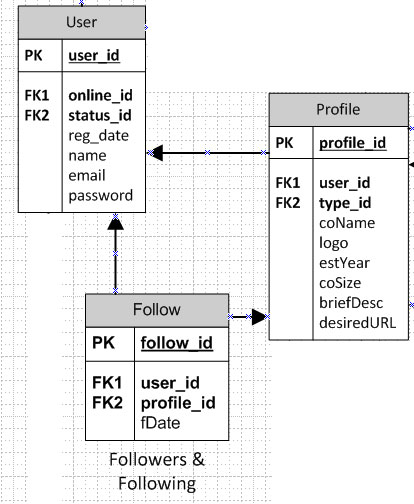 User
PK user_id
FK1 online_id
FK2 status_id
reg_date
name
email
password
Profile
PK profile_id
FK1 user_id
FK2 type_id
coName
logo
estYear
coSize
briefDesc
desiredURL
Follow
PK follow_id
FK1 user_id
FK2 profile_id
fDate
Followers &
Following